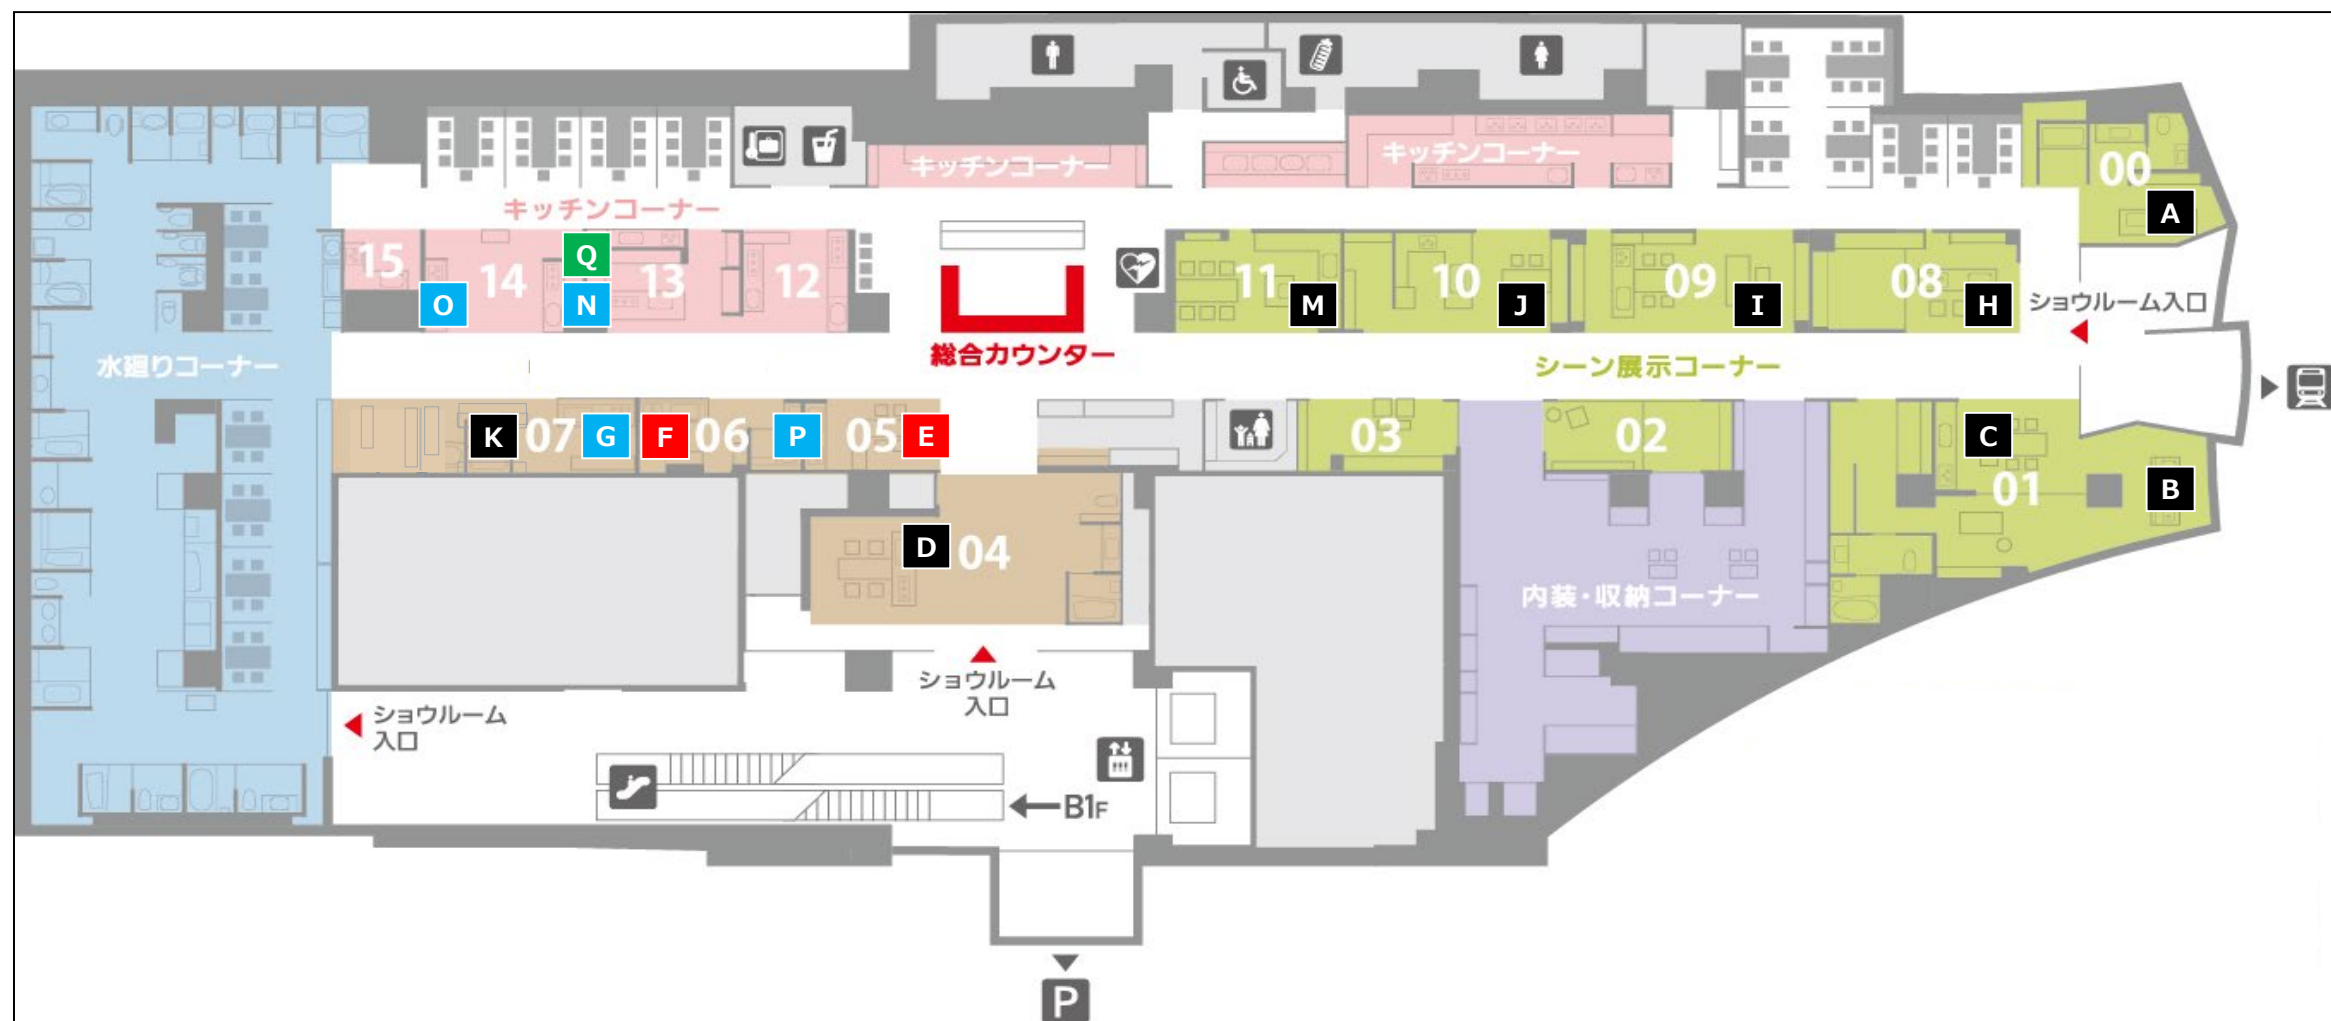 キッチンコーナー
キッチンコーナー
00
A
キッチンコーナー
15
14
Q
13
12
11
10
09
08
O
N
M
J
I
H
ショウルーム入口
水廻りコーナー
総合カウンター
シーン展示コーナー
K
07
G
F
06
P
05
E
03
02
C
01
B
D
04
内装・収納コーナー
ショウルーム
入口
ショウルーム
入口
B1F
P